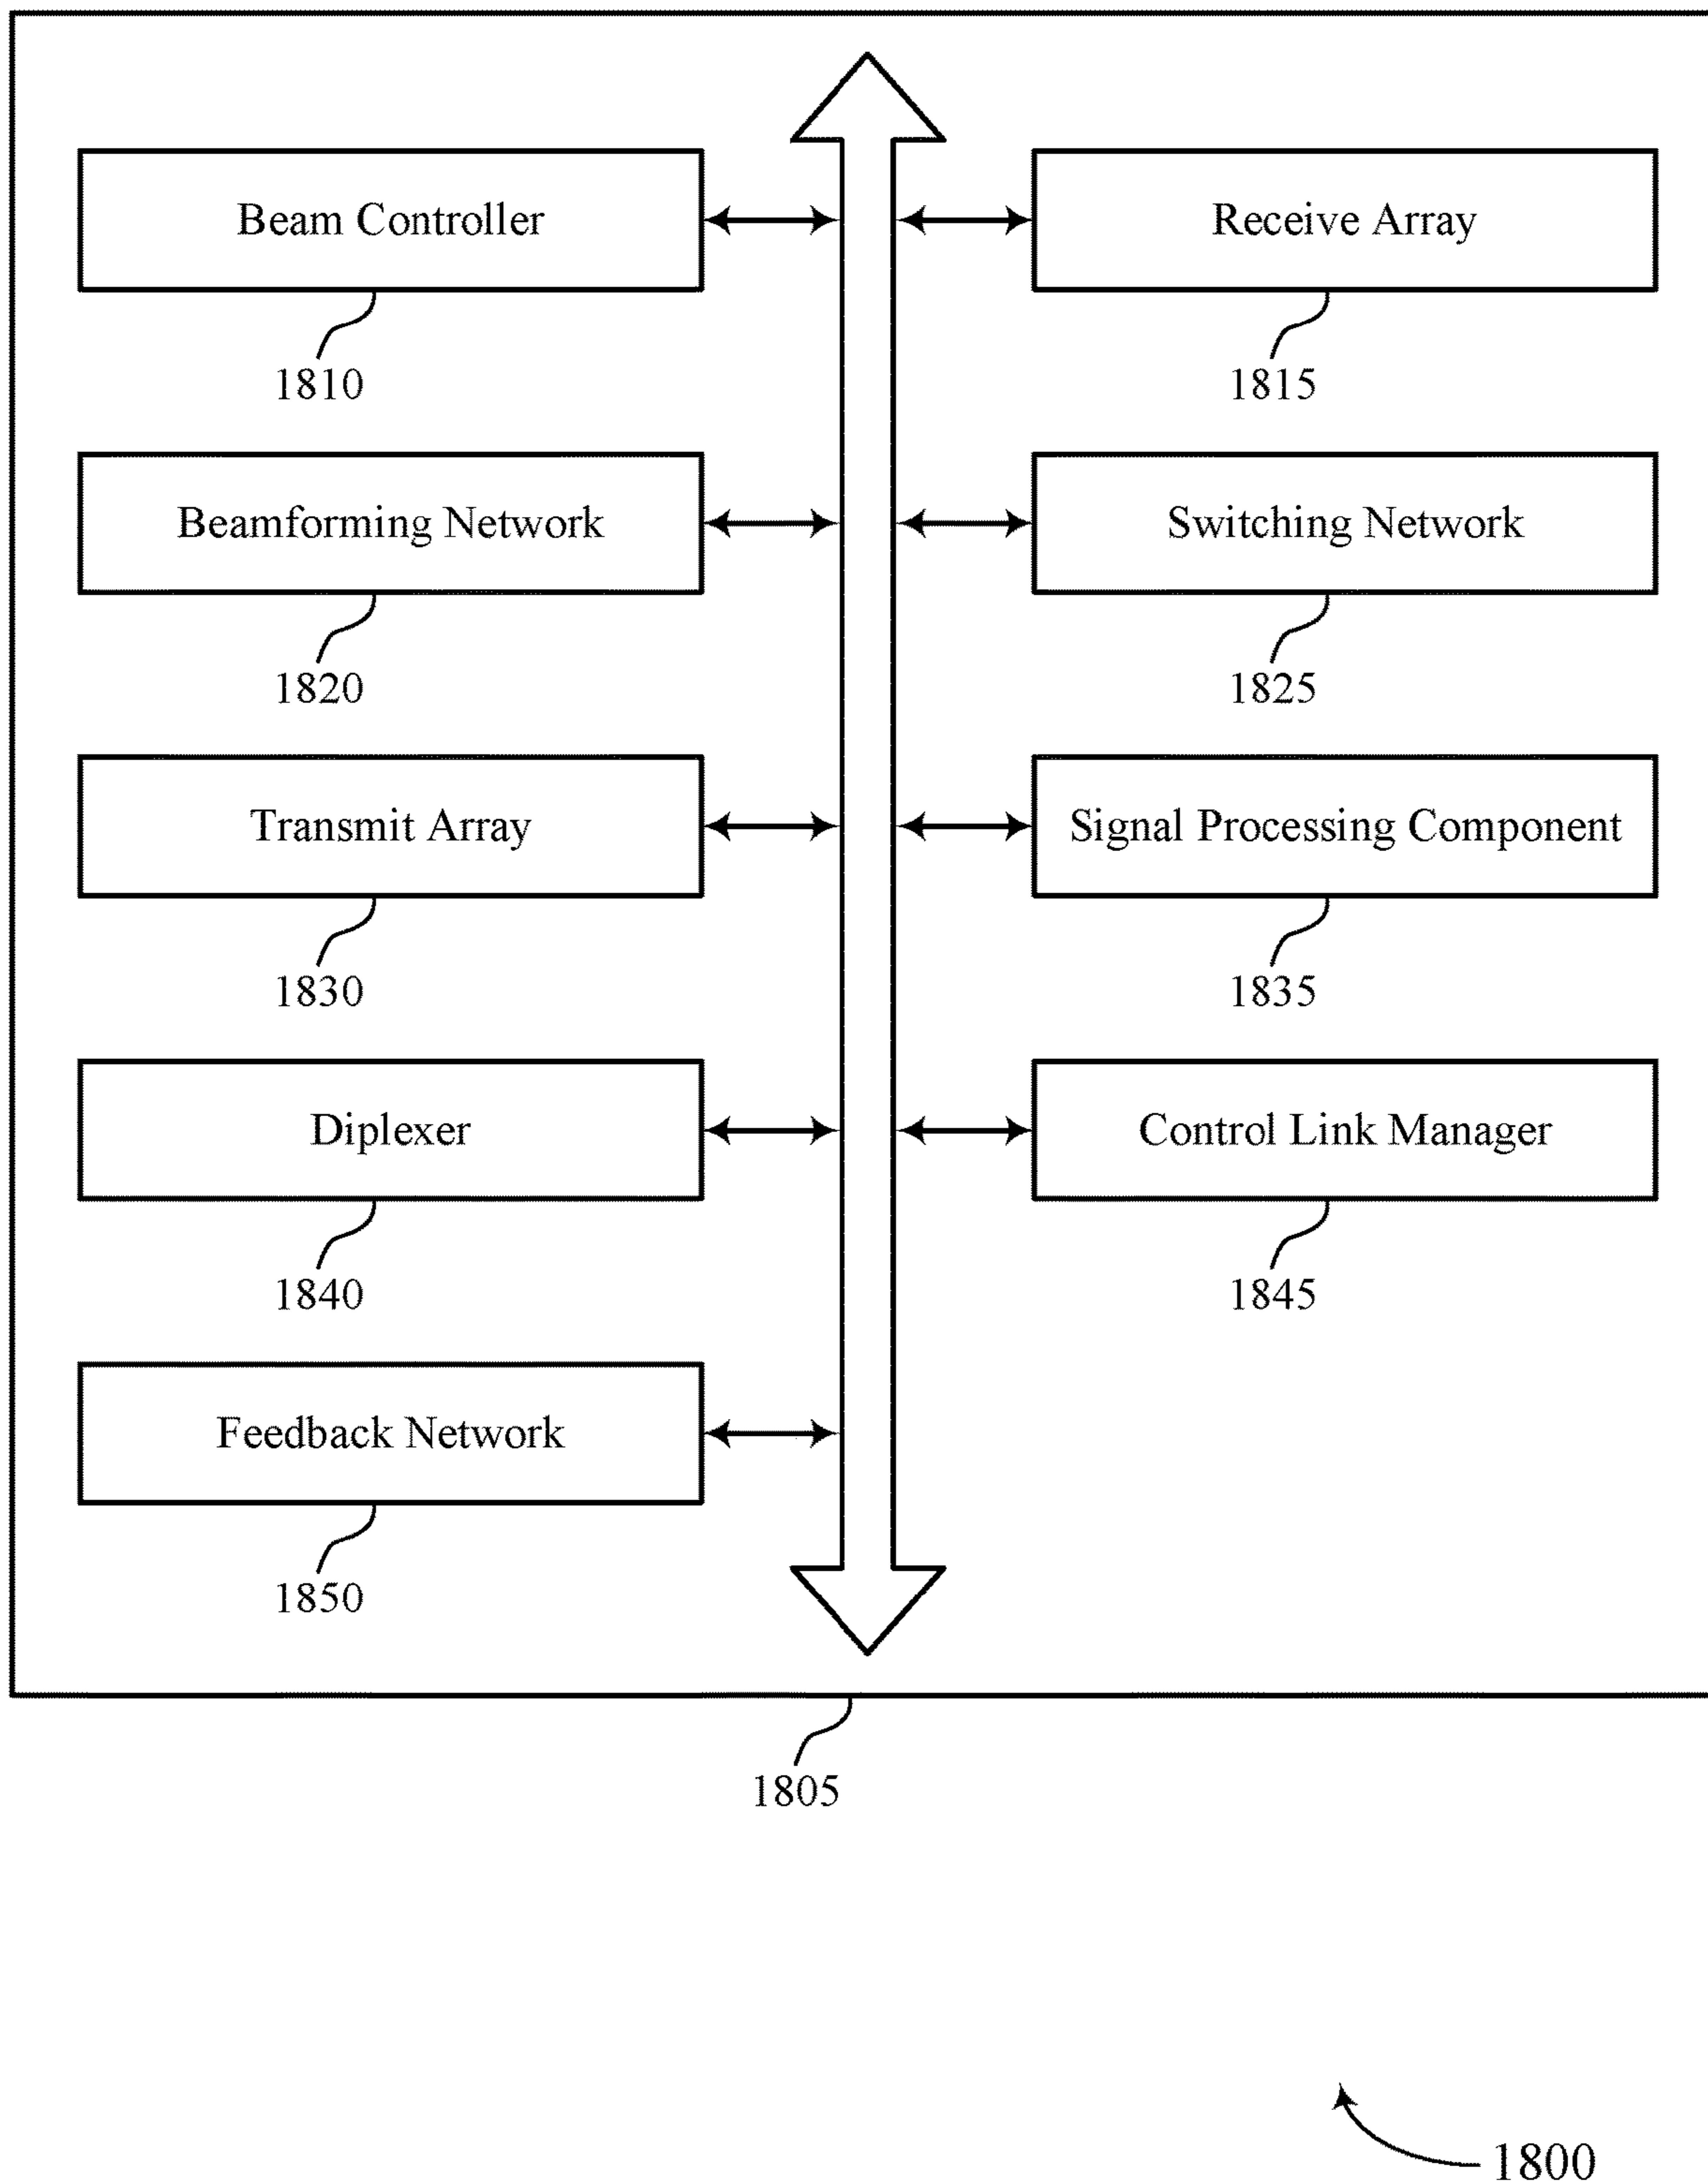 Beam Controller
Receive Array
1810
1815
Beamforming Network
Switching Network
1820
1825
Transmit Array
Signal Processing Component
1830
1835
Diplexer
Control Link Manager
1840
1845
Feedback Network
1850
1805
1800